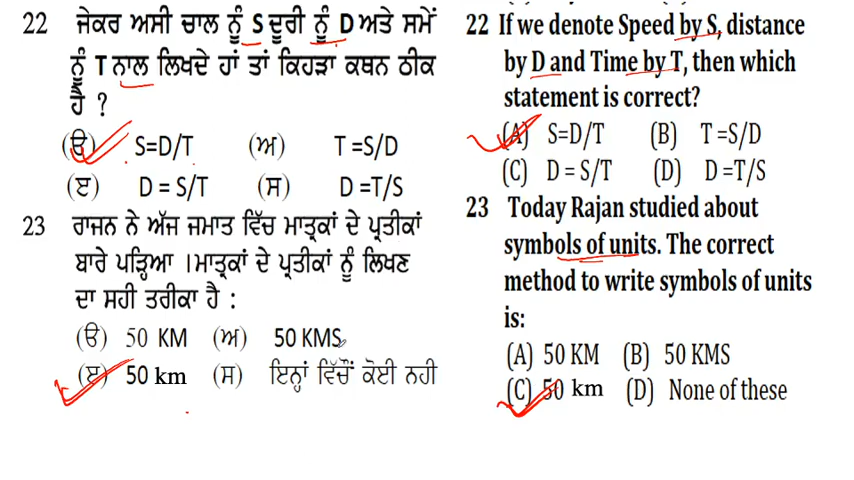 22 ਜੇਕਰ ਅਸੀ ਚਾਲ ਨੂੰ S ਦੂਰੀ ਨੂੰ D ਅਤੇ ਸਮੇਂ
ਨੂੰ T ਨਾਲ ਲਿਖਦੇ ਹਾਂ ਤਾਂ ਕਿਹੜਾ ਕਥਨ ਠੀਕ
ਹੈ ?
(ੳ) S=D/T (ਅ) T =S/D
(ੲ) D = S/T (ਸ) D =T/S
23 ਰਾਜਨ ਨੇ ਅੱਜ ਜਮਾਤ ਵਿੱਚ ਮਾਤ੍ਰਕਾਂ ਦੇ ਪ੍ਰਤੀਕਾਂ
ਬਾਰੇ ਪੜ੍ਹਿਆ ।ਮਾਤ੍ਰਕਾਂ ਦੇ ਪ੍ਰਤੀਕਾਂ ਨੂੰ ਲਿਖਣ
ਦਾ ਸਹੀ ਤਰੀਕਾ ਹੈ :
(ੳ) 50 KM (ਅ) 50 KMS
(ੲ) 50 km (ਸ) ਇਨ੍ਹਾਂ ਵਿੱਚੋਂ ਕੋਈ ਨਹੀ
22 If we denote Speed by S, distance
by D and Time by T, then which
statement is correct?
(A) S=D/T (B) T =S/D
(C) D = S/T (D) D =T/S
23 Today Rajan studied about
symbols of units. The correct
method to write symbols of units
is:
(A) 50 KM (B) 50 KMS
(C) 50 km (D) None of these